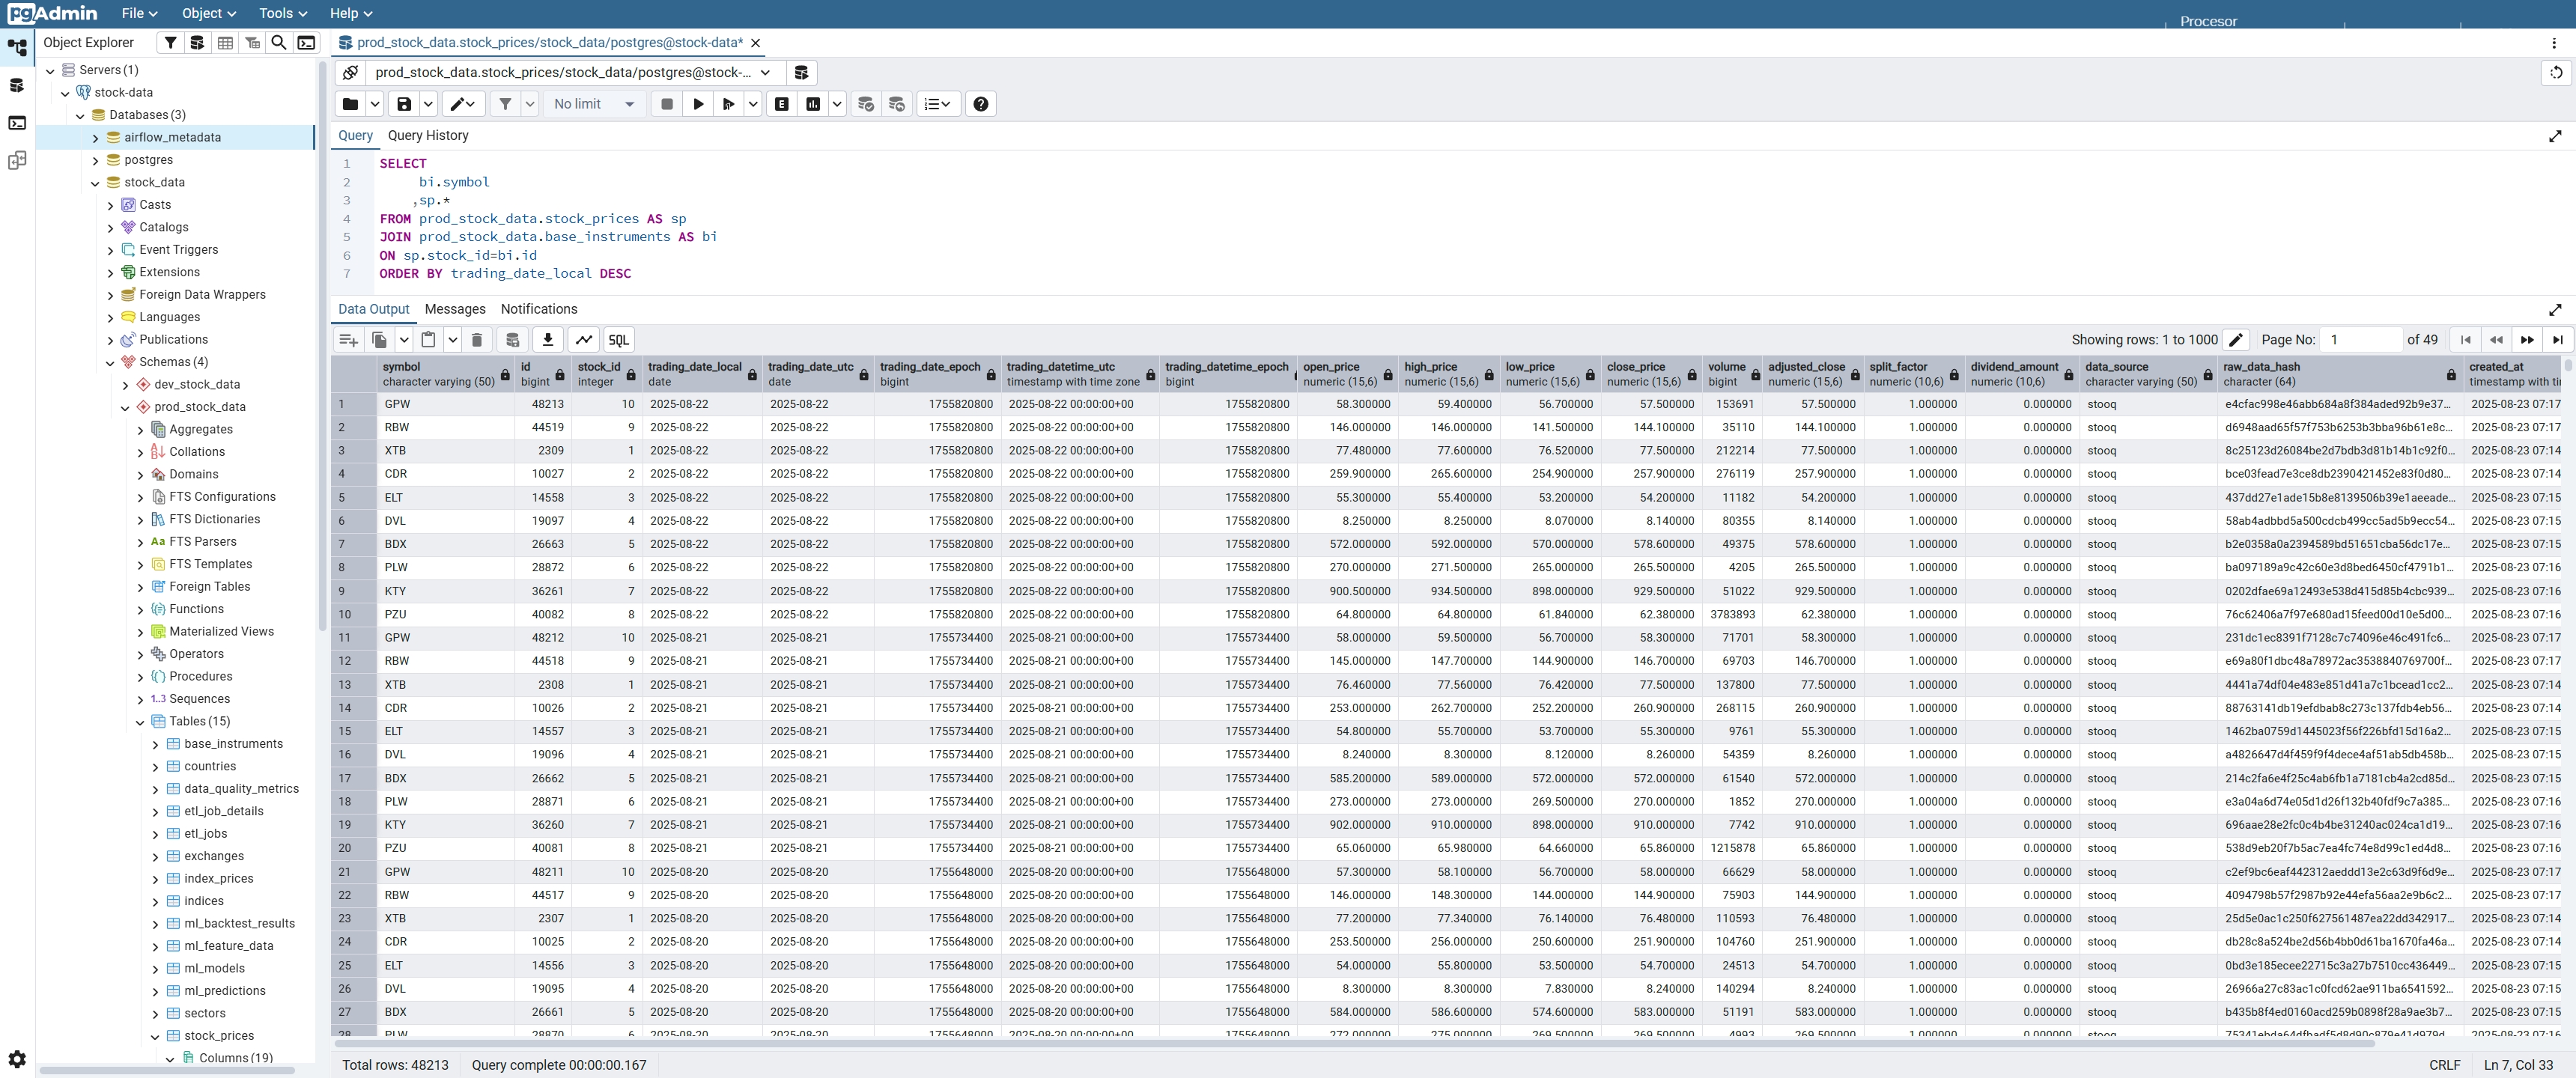 pgAdmin File Object Tools Help
Procesor
Object Explorer
Servers (1)
stock-data
Databases (3)
airflow_metadata
postgres
stock_data
Casts
Catalogs
Event Triggers
Extensions
Foreign Data Wrappers
Languages
Publications
Schemas (4)
dev_stock_data
prod_stock_data
Aggregates
Collations
Domains
FTS Configurations
FTS Dictionaries
Aa FTS Parsers
FTS Templates
Foreign Tables
Functions
Materialized Views
Operators
Procedures
1..3 Sequences
Tables (15)
base_instruments
countries
data_quality_metrics
etl_job_details
etl_jobs
exchanges
index_prices
indices
ml_backtest_results
ml_feature_data
ml_models
ml_predictions
sectors
stock_prices
Columns (19)
prod_stock_data.stock_prices/stock_data/postgres@stock-data*
prod_stock_data.stock_prices/stock_data/postgres@stock-...
No limit
Query Query History
1 SELECT
2 bi.symbol
3 ,sp.*
4 FROM prod_stock_data.stock_prices AS sp
5 JOIN prod_stock_data.base_instruments AS bi
6 ON sp.stock_id=bi.id
7 ORDER BY trading_date_local DESC
Data Output Messages Notifications
SQL Showing rows: 1 to 1000 Page No: 1 of 49
symbol id stock_id trading_date_local trading_date_utc trading_date_epoch trading_datetime_utc trading_datetime_epoch open_price high_price low_price close_price volume adjusted_close split_factor dividend_amount data_source raw_data_hash created_at
character varying (50) bigint integer date date bigint timestamp with time zone bigint numeric (15,6) numeric (15,6) numeric (15,6) numeric (15,6) bigint numeric (15,6) numeric (10,6) numeric (10,6) character varying (50) character (64) timestamp with ti
1 GPW 48213 10 2025-08-22 2025-08-22 1755820800 2025-08-22 00:00:00+00 1755820800 58.300000 59.400000 56.700000 57.500000 153691 57.500000 1.000000 0.000000 stooq e4cfac998e46abb684a8f384aded92b9e37... 2025-08-23 07:17
2 RBW 44519 9 2025-08-22 2025-08-22 1755820800 2025-08-22 00:00:00+00 1755820800 146.000000 146.000000 141.500000 144.100000 35110 144.100000 1.000000 0.000000 stooq d6948aad65f57f753b6253b3bba96b61e8c... 2025-08-23 07:17
3 XTB 2309 1 2025-08-22 2025-08-22 1755820800 2025-08-22 00:00:00+00 1755820800 77.480000 77.600000 76.520000 77.500000 212214 77.500000 1.000000 0.000000 stooq 8c25123d26084be2d7bdb3d81b14b1c92f0... 2025-08-23 07:14
4 CDR 10027 2 2025-08-22 2025-08-22 1755820800 2025-08-22 00:00:00+00 1755820800 259.900000 265.600000 254.900000 257.900000 276119 257.900000 1.000000 0.000000 stooq bce03fead7e3ce8db2390421452e83f0d80... 2025-08-23 07:14
5 ELT 14558 3 2025-08-22 2025-08-22 1755820800 2025-08-22 00:00:00+00 1755820800 55.300000 55.400000 53.200000 54.200000 11182 54.200000 1.000000 0.000000 stooq 437dd27e1ade15b8e8139506b39e1aeeade... 2025-08-23 07:15
6 DVL 19097 4 2025-08-22 2025-08-22 1755820800 2025-08-22 00:00:00+00 1755820800 8.250000 8.250000 8.070000 8.140000 80355 8.140000 1.000000 0.000000 stooq 58ab4adbbd5a500cdcb499cc5ad5b9ecc54... 2025-08-23 07:15
7 BDX 26663 5 2025-08-22 2025-08-22 1755820800 2025-08-22 00:00:00+00 1755820800 572.000000 592.000000 570.000000 578.600000 49375 578.600000 1.000000 0.000000 stooq b2e0358a0a2394589bd51651cba56dc17e... 2025-08-23 07:15
8 PLW 28872 6 2025-08-22 2025-08-22 1755820800 2025-08-22 00:00:00+00 1755820800 270.000000 271.500000 265.000000 265.500000 4205 265.500000 1.000000 0.000000 stooq ba097189a9c42c60e3d8bed6450cf4791b1... 2025-08-23 07:16
9 KTY 36261 7 2025-08-22 2025-08-22 1755820800 2025-08-22 00:00:00+00 1755820800 900.500000 934.500000 898.000000 929.500000 51022 929.500000 1.000000 0.000000 stooq 0202dfae69a12493e538d415d85b4cbc939... 2025-08-23 07:16
10 PZU 40082 8 2025-08-22 2025-08-22 1755820800 2025-08-22 00:00:00+00 1755820800 64.800000 64.800000 61.840000 62.380000 3783893 62.380000 1.000000 0.000000 stooq 76c62406a7f97e680ad15feed00d10e5d00... 2025-08-23 07:16
11 GPW 48212 10 2025-08-21 2025-08-21 1755734400 2025-08-21 00:00:00+00 1755734400 58.000000 59.500000 56.700000 58.300000 71701 58.300000 1.000000 0.000000 stooq 231dc1ec8391f7128c7c74096e46c491fc6... 2025-08-23 07:17
12 RBW 44518 9 2025-08-21 2025-08-21 1755734400 2025-08-21 00:00:00+00 1755734400 145.000000 147.700000 144.900000 146.700000 69703 146.700000 1.000000 0.000000 stooq e69a80f1dbc48a78972ac3538840769700f... 2025-08-23 07:17
13 XTB 2308 1 2025-08-21 2025-08-21 1755734400 2025-08-21 00:00:00+00 1755734400 76.460000 77.560000 76.420000 77.500000 137800 77.500000 1.000000 0.000000 stooq 4441a74df04e483e851d41a7c1bcead1cc2... 2025-08-23 07:14
14 CDR 10026 2 2025-08-21 2025-08-21 1755734400 2025-08-21 00:00:00+00 1755734400 253.000000 262.700000 252.200000 260.900000 268115 260.900000 1.000000 0.000000 stooq 88763141db19efdbab8c273c137fdb4eb56... 2025-08-23 07:14
15 ELT 14557 3 2025-08-21 2025-08-21 1755734400 2025-08-21 00:00:00+00 1755734400 54.800000 55.700000 53.700000 55.300000 9761 55.300000 1.000000 0.000000 stooq 1462ba0759d1445023f56f226bfd15d16a2... 2025-08-23 07:15
16 DVL 19096 4 2025-08-21 2025-08-21 1755734400 2025-08-21 00:00:00+00 1755734400 8.240000 8.300000 8.120000 8.260000 54359 8.260000 1.000000 0.000000 stooq a4826647d4f459f9f4dece4af51ab5db458b... 2025-08-23 07:15
17 BDX 26662 5 2025-08-21 2025-08-21 1755734400 2025-08-21 00:00:00+00 1755734400 585.200000 589.000000 572.000000 572.000000 61540 572.000000 1.000000 0.000000 stooq 214c2fa6e4f25c4ab6fb1a7181cb4a2cd85d... 2025-08-23 07:15
18 PLW 28871 6 2025-08-21 2025-08-21 1755734400 2025-08-21 00:00:00+00 1755734400 273.000000 273.000000 269.500000 270.000000 1852 270.000000 1.000000 0.000000 stooq e3a04a6d74e05d1d26f132b40fdf9c7a385... 2025-08-23 07:16
19 KTY 36260 7 2025-08-21 2025-08-21 1755734400 2025-08-21 00:00:00+00 1755734400 902.000000 910.000000 898.000000 910.000000 7742 910.000000 1.000000 0.000000 stooq 696aae28e2fc0c4b4be31240ac024ca1d19... 2025-08-23 07:16
20 PZU 40081 8 2025-08-21 2025-08-21 1755734400 2025-08-21 00:00:00+00 1755734400 65.060000 65.980000 64.660000 65.860000 1215878 65.860000 1.000000 0.000000 stooq 538d9eb20f7b5ac7ea4fc74e8d99c1ed4d8... 2025-08-23 07:16
21 GPW 48211 10 2025-08-20 2025-08-20 1755648000 2025-08-20 00:00:00+00 1755648000 57.300000 58.100000 56.700000 58.000000 66629 58.000000 1.000000 0.000000 stooq c2ef9bc6eaf442312aeddd13e2c63d9f6d9e... 2025-08-23 07:17
22 RBW 44517 9 2025-08-20 2025-08-20 1755648000 2025-08-20 00:00:00+00 1755648000 146.000000 148.300000 144.000000 144.900000 75903 144.900000 1.000000 0.000000 stooq 4094798b57f2987b92e44efa56aa2e9b6c2... 2025-08-23 07:17
23 XTB 2307 1 2025-08-20 2025-08-20 1755648000 2025-08-20 00:00:00+00 1755648000 77.200000 77.340000 76.140000 76.480000 110593 76.480000 1.000000 0.000000 stooq 25d5e0ac1c250f627561487ea22dd342917... 2025-08-23 07:14
24 CDR 10025 2 2025-08-20 2025-08-20 1755648000 2025-08-20 00:00:00+00 1755648000 253.500000 256.000000 250.600000 251.900000 104760 251.900000 1.000000 0.000000 stooq db28c8a524be2d56b4bb0d61ba1670fa46a... 2025-08-23 07:14
25 ELT 14556 3 2025-08-20 2025-08-20 1755648000 2025-08-20 00:00:00+00 1755648000 54.000000 55.800000 53.500000 54.700000 24513 54.700000 1.000000 0.000000 stooq 0bd3e185ecee22715c3a27b7510cc436449... 2025-08-23 07:15
26 DVL 19095 4 2025-08-20 2025-08-20 1755648000 2025-08-20 00:00:00+00 1755648000 8.300000 8.300000 7.830000 8.240000 140294 8.240000 1.000000 0.000000 stooq 26966a27c83ac1c0fcd62ae911ba6541592... 2025-08-23 07:15
27 BDX 26661 5 2025-08-20 2025-08-20 1755648000 2025-08-20 00:00:00+00 1755648000 584.000000 586.600000 574.600000 583.000000 51191 583.000000 1.000000 0.000000 stooq b435b8f4ed0160acd259b0898f28a9ae3b7... 2025-08-23 07:15
28 PLW 28870 6 2025-08-20 2025-08-20 1755648000 2025-08-20 00:00:00+00 1755648000 272.000000 275.000000 269.500000 269.500000 4993 269.500000 1.000000 0.000000 stooq 2025-08-23 07:16
Total rows: 48213 Query complete 00:00:00.167 CRLF Ln 7, Col 33